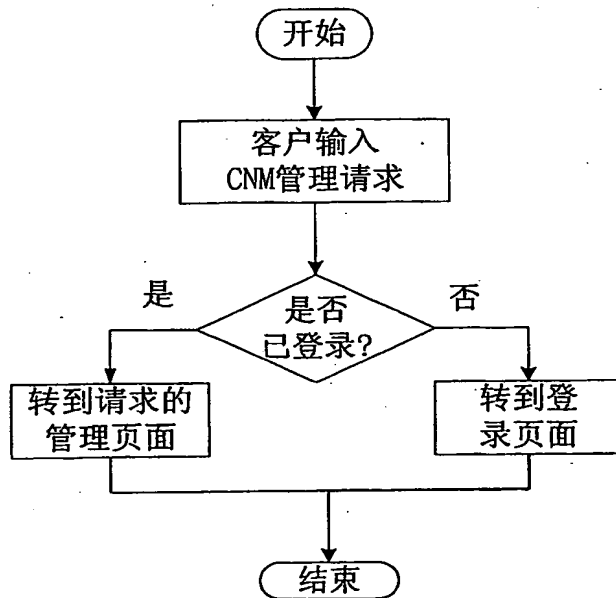 开始
客户输入
CNM管理请求
是
否
是否
已登录?
转到请求的
管理页面
转到登
录页面
结束